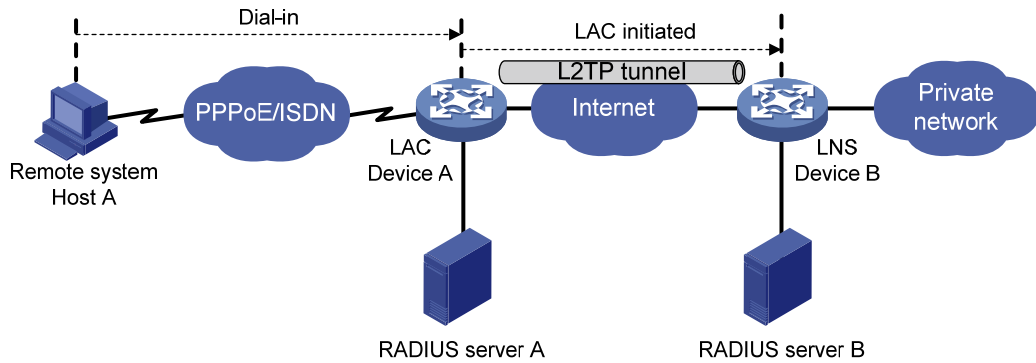 Dial-in
LAC initiated
L2TP tunnel
PPPoE/ISDN
Internet
Private
network
Remote system
Host A
LAC
Device A
LNS
Device B
RADIUS server A
RADIUS server B